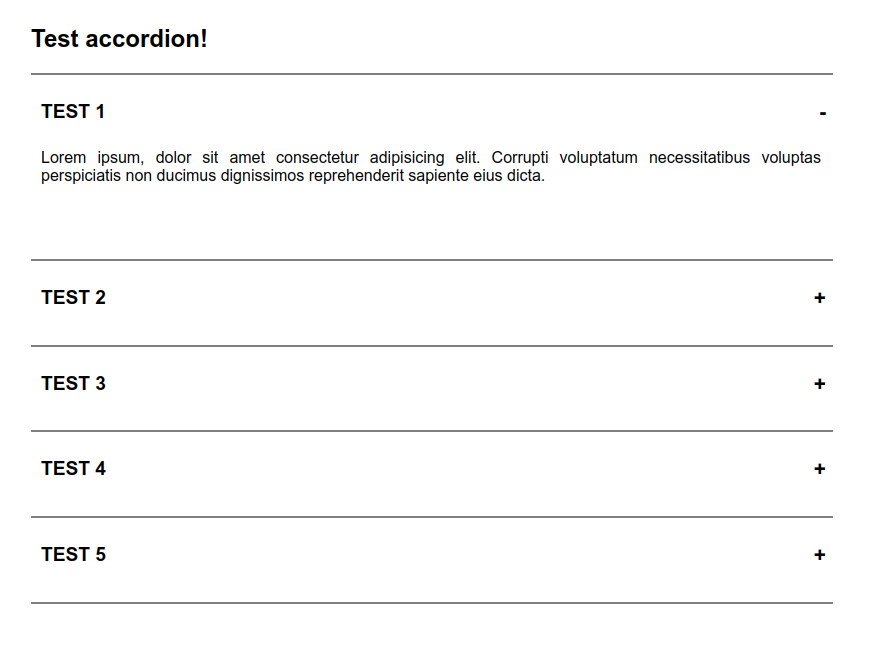 Test accordion!
TEST 1 -
Lorem ipsum, dolor sit amet consectetur adipisicing elit. Corrupti voluptatum necessitatibus voluptas
perspiciatis non ducimus dignissimos reprehenderit sapiente eius dicta.
TEST 2 +
TEST 3 +
TEST 4 +
TEST 5 +